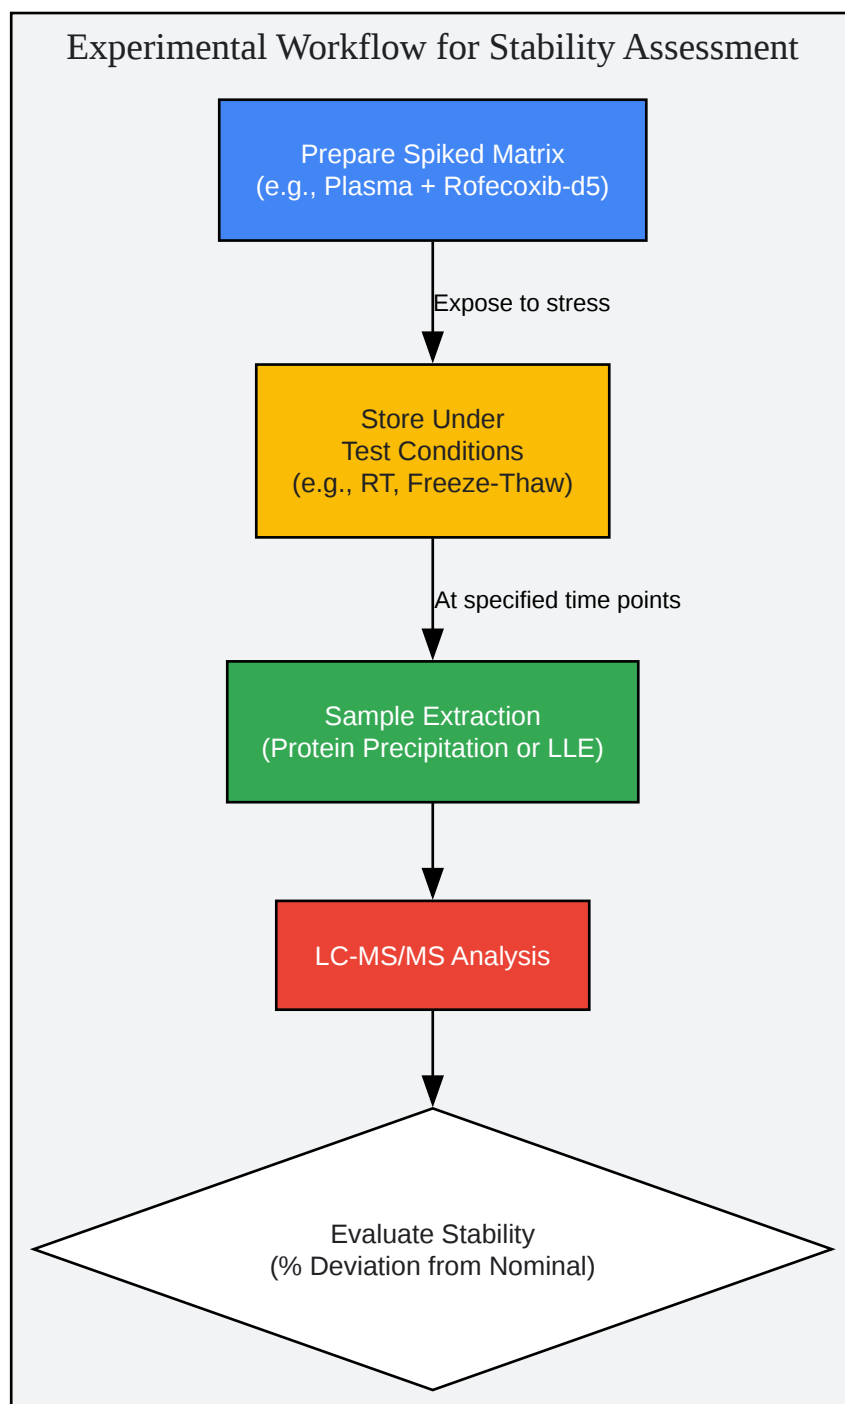 Experimental Workflow for Stability Assessment
Prepare Spiked Matrix
(e.g., Plasma + Rofecoxib-d5)
Expose to stress
Store Under
Test Conditions
(e.g., RT, Freeze-Thaw)
At specified time points
Sample Extraction
(Protein Precipitation or LLE)
LC-MS/MS Analysis
Evaluate Stability
(% Deviation from Nominal)